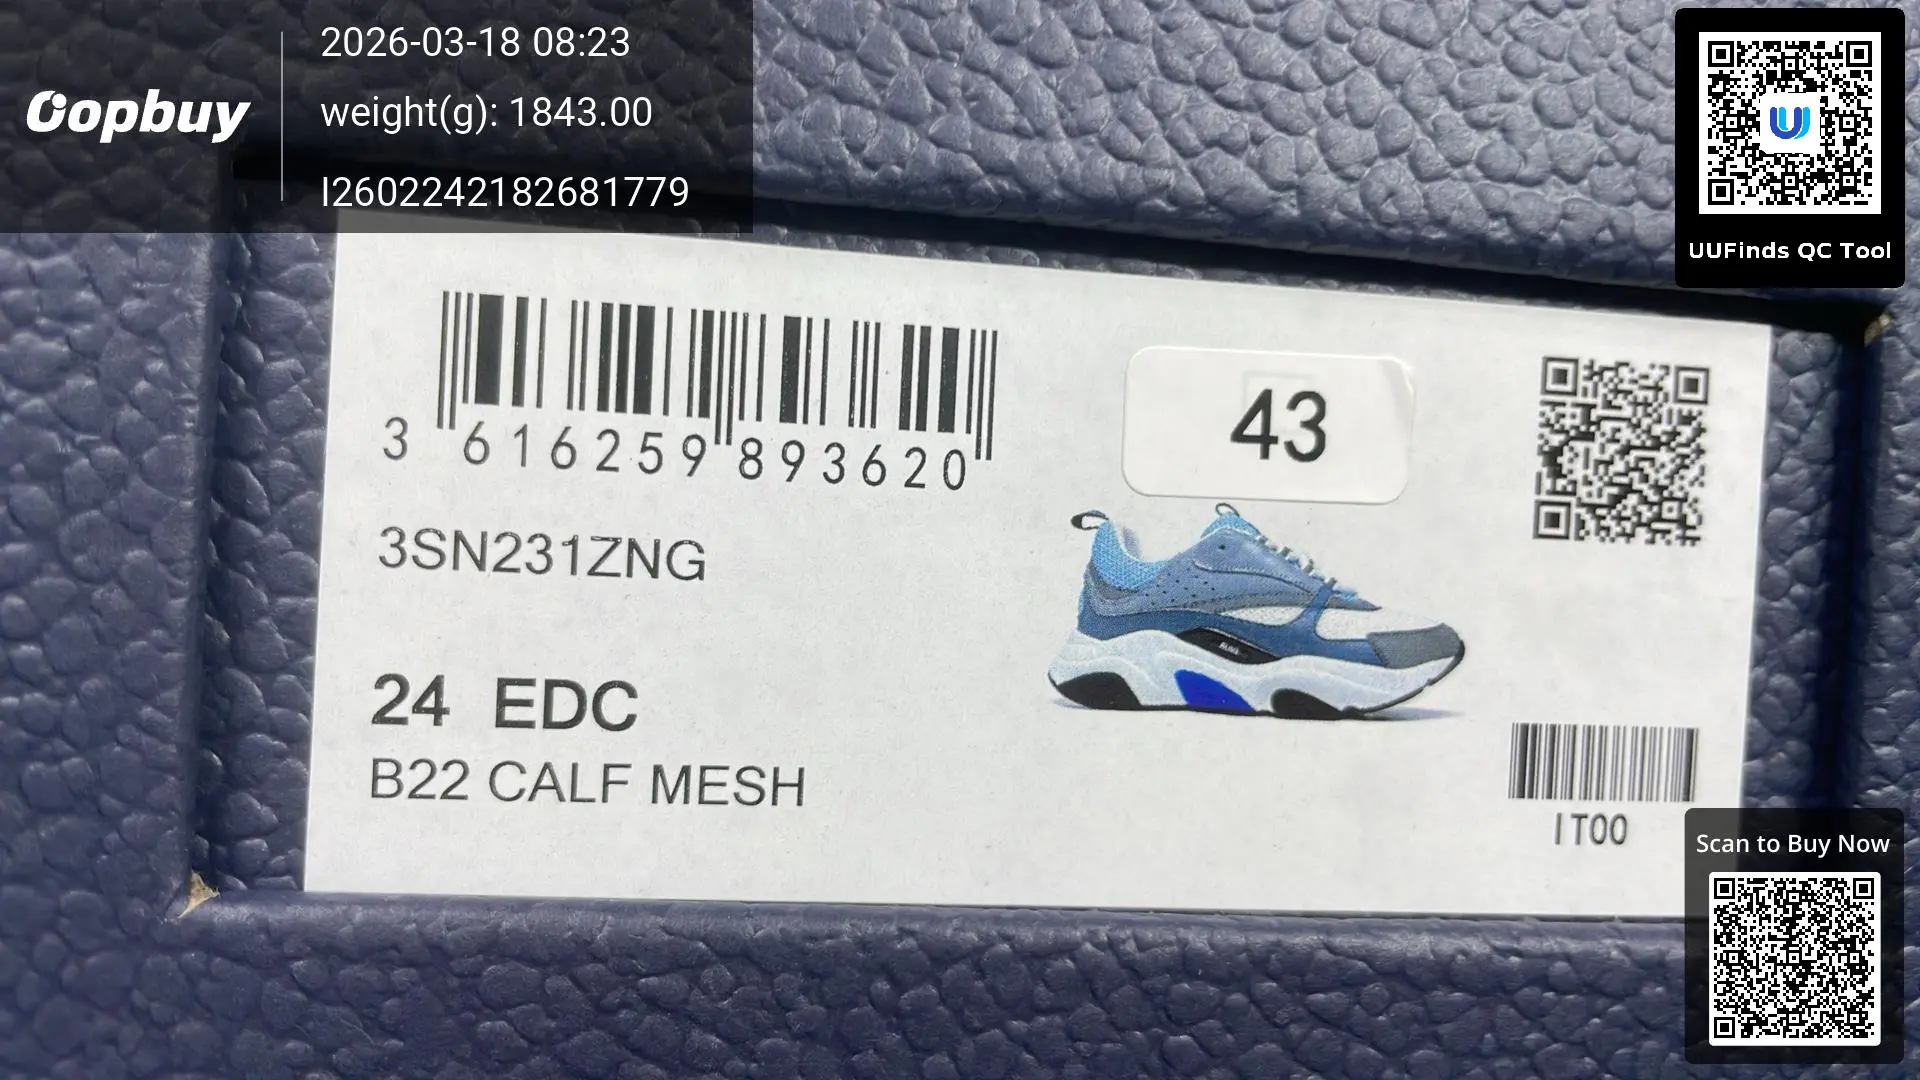 oopbuy
2026-03-18 08:23
weight(g): 1843.00
I2602242182681779
UUFinds QC Tool
3 616259 893620
43
3SN231ZNG
24 EDC
B22 CALF MESH
IT00
Scan to Buy Now